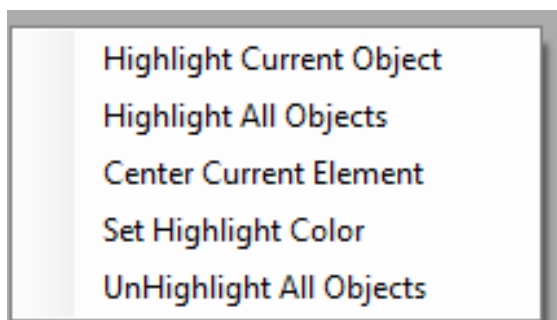 Highlight Current Object
Highlight All Objects
Center Current Element
Set Highlight Color
UnHighlight All Objects